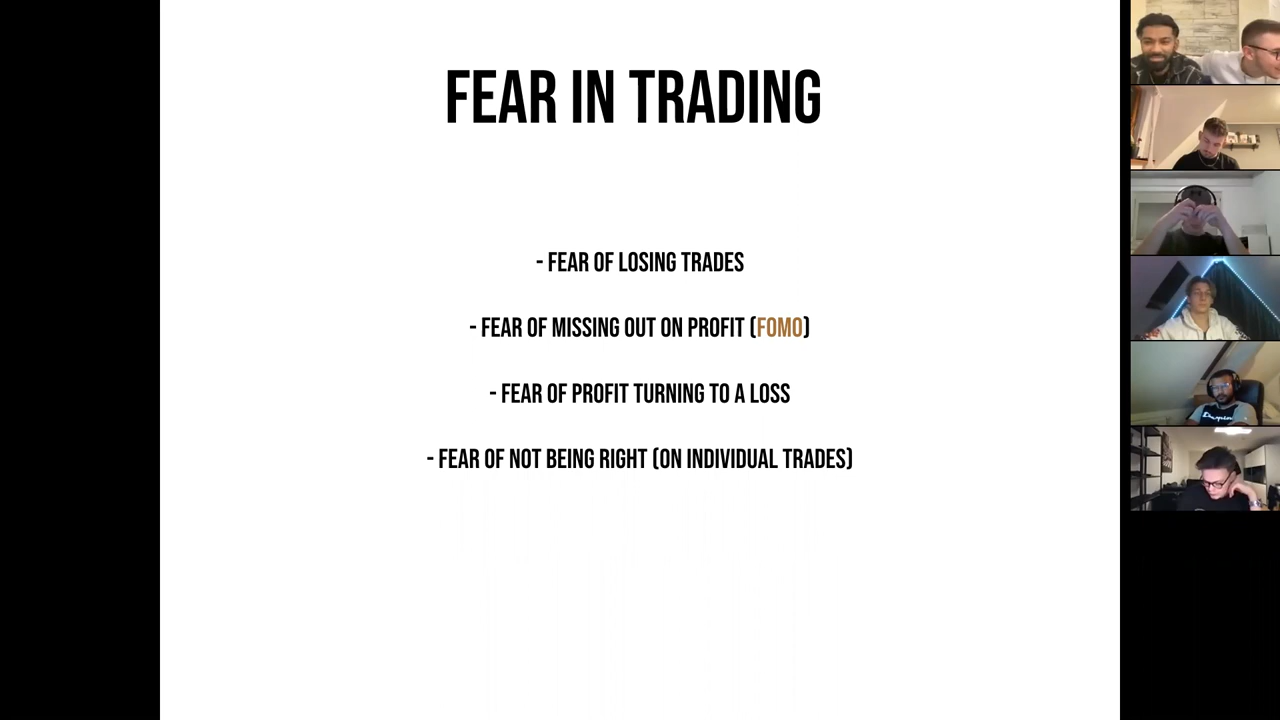 FEAR IN TRADING
- FEAR OF LOSING TRADES
- FEAR OF MISSING OUT ON PROFIT (FOMO)
- FEAR OF PROFIT TURNING TO A LOSS
- FEAR OF NOT BEING RIGHT (ON INDIVIDUAL TRADES)